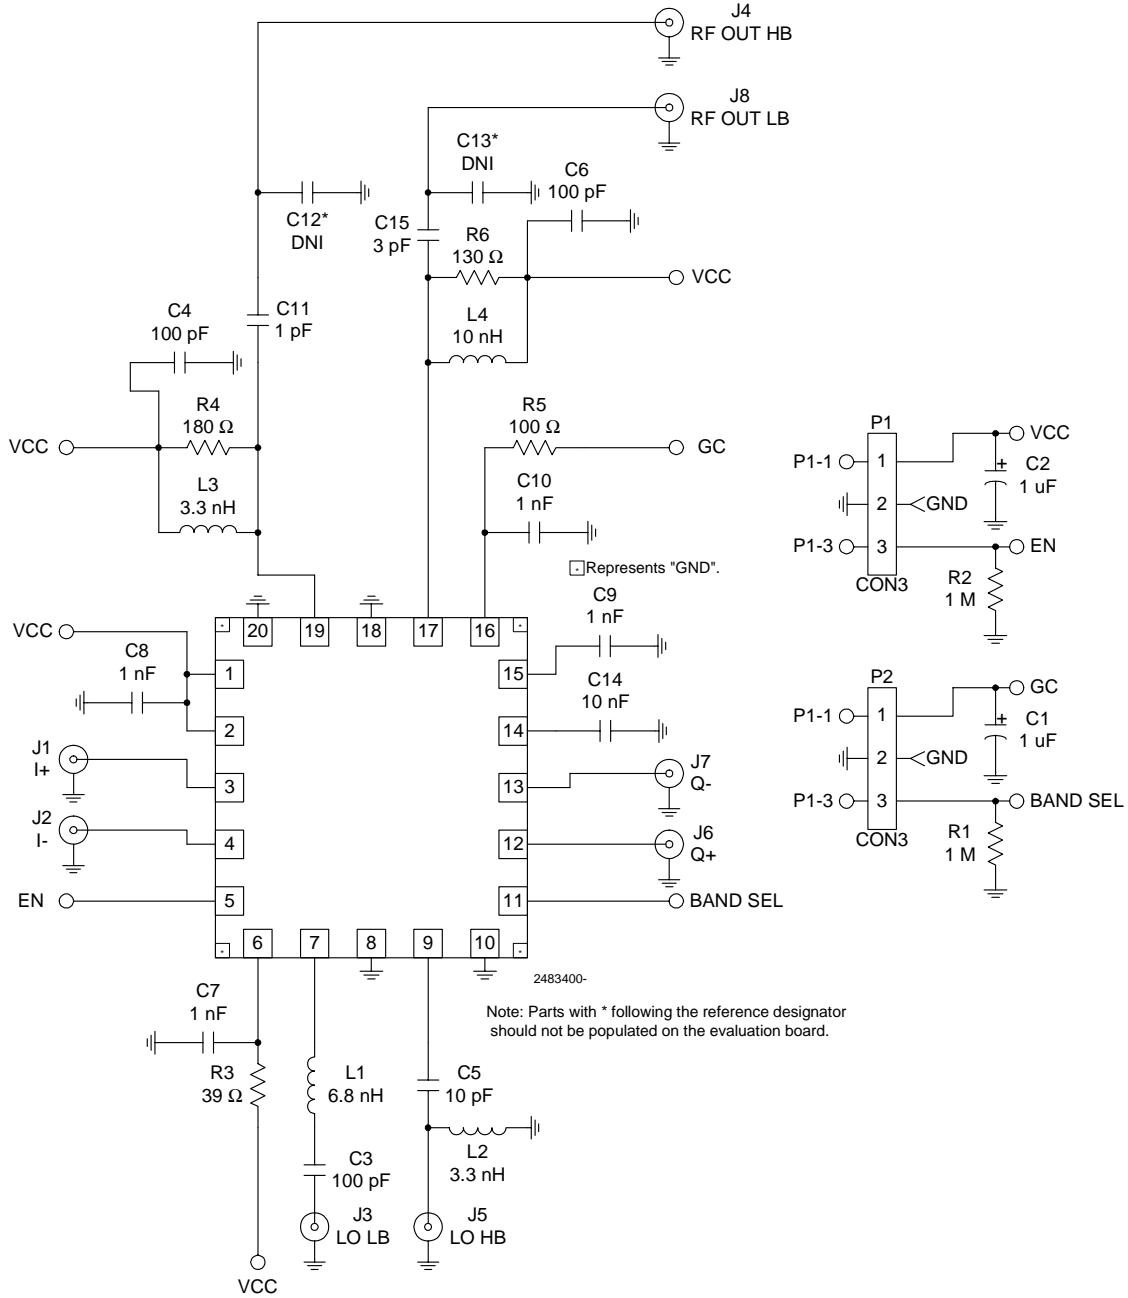 J4
RF OUT HB
J8
RF OUT LB
C13*
DNI
C6
100 pF
C12*
DNI
C15
3 pF
R6
130 Ω
VCC
C4
100 pF
C11
1 pF
L4
10 nH
R4
180 Ω
VCC
R5
100 Ω
GC
L3
3.3 nH
C10
1 nF
P1
VCC
P1-1
1
C2
1 uF
+
2
GND
P1-3
3
EN
CON3
R2
1 M
Represents "GND".
C9
1 nF
VCC
20
19
18
17
16
C8
1 nF
1
15
C14
10 nF
2
14
J1
I+
3
13
J7
Q-
J2
I-
4
12
J6
Q+
EN
5
11
BAND SEL
6
7
8
9
10
P2
GC
P1-1
1
C1
1 uF
+
2
GND
P1-3
3
BAND SEL
CON3
R1
1 M
2483400-
C7
1 nF
Note: Parts with * following the reference designator
should not be populated on the evaluation board.
R3
39 Ω
L1
6.8 nH
C5
10 pF
L2
3.3 nH
C3
100 pF
J3
LO LB
J5
LO HB
VCC